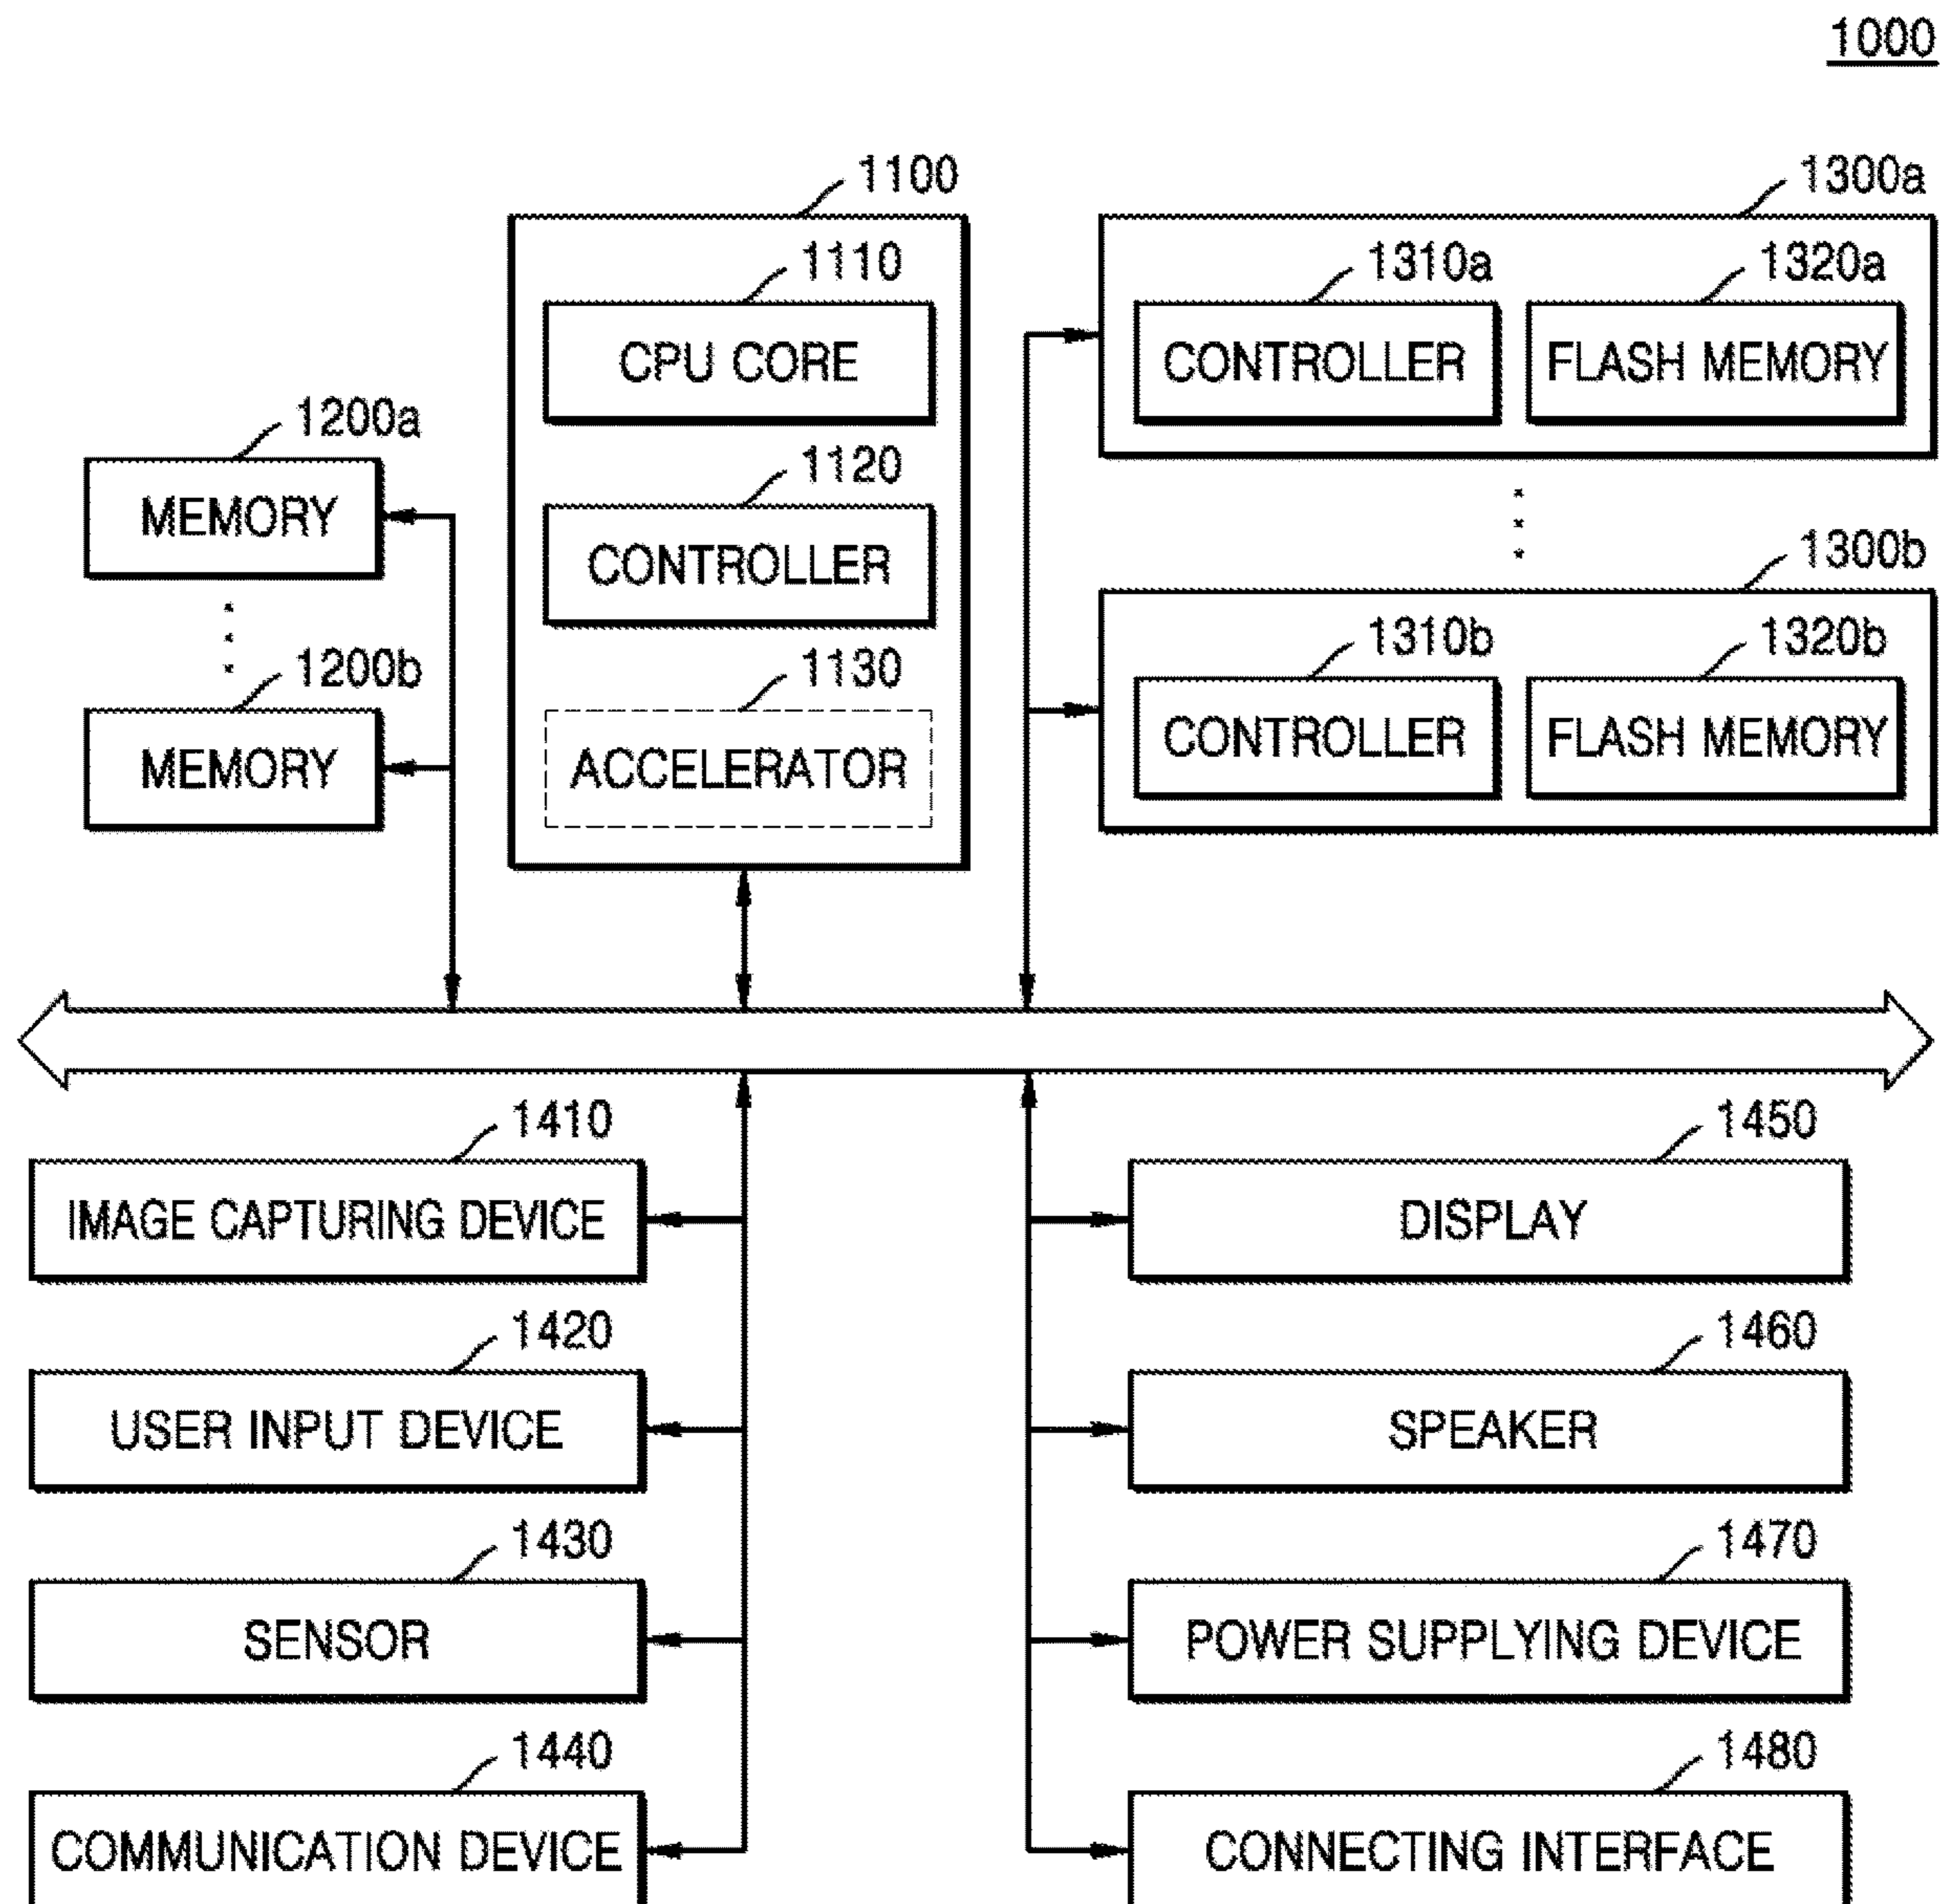 1000
1100
1110
CPU CORE
1120
CONTROLLER
1130
ACCELERATOR
1200a
MEMORY
1200b
MEMORY
1300a
1310a
CONTROLLER
1320a
FLASH MEMORY
1300b
1310b
CONTROLLER
1320b
FLASH MEMORY
1410
IMAGE CAPTURING DEVICE
1420
USER INPUT DEVICE
1430
SENSOR
1440
COMMUNICATION DEVICE
1450
DISPLAY
1460
SPEAKER
1470
POWER SUPPLYING DEVICE
1480
CONNECTING INTERFACE